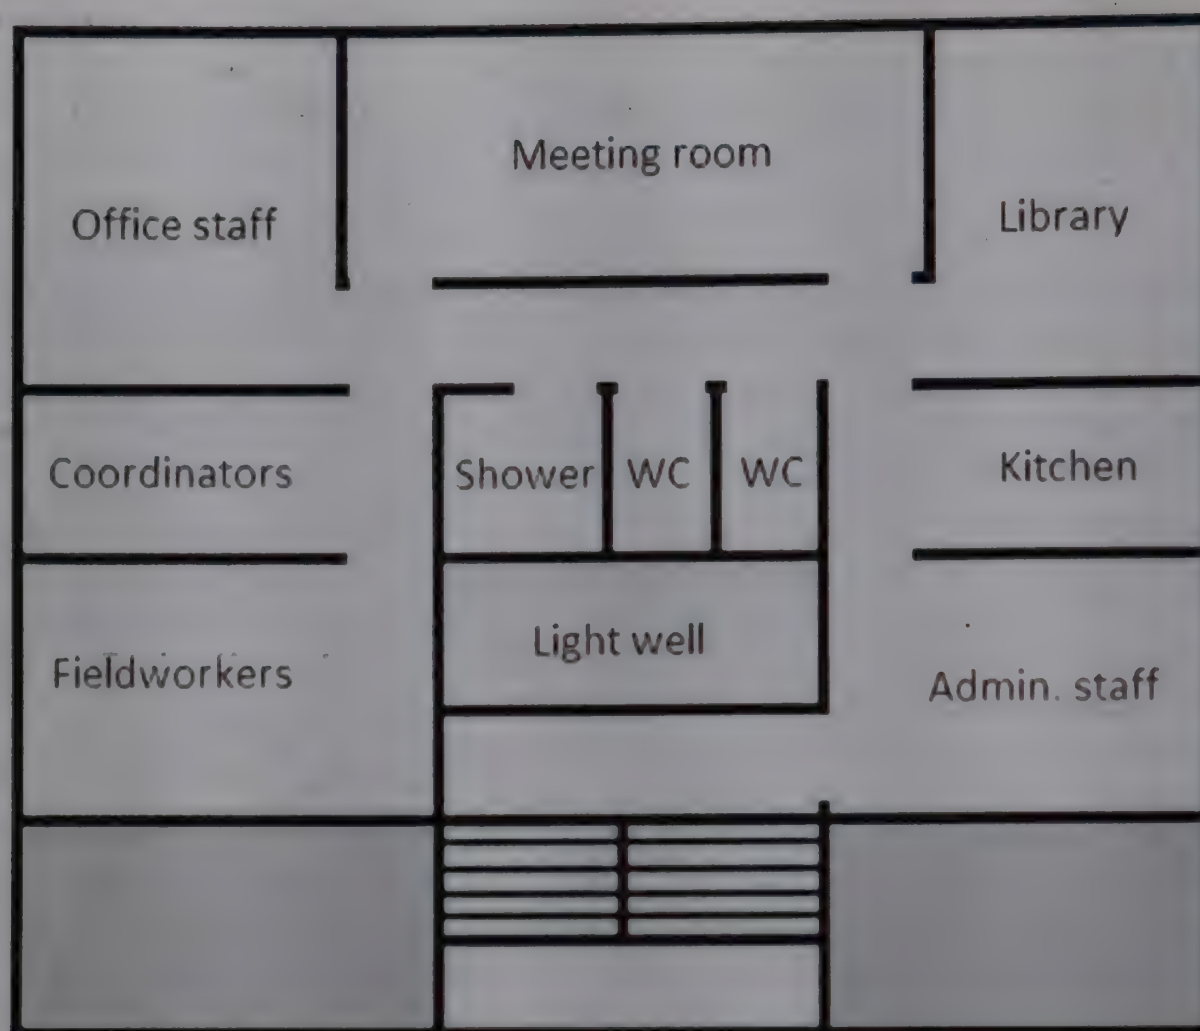 Meeting room
Office staff
Library
Coordinators
Shower
WC
WC
Kitchen
Light well
Fieldworkers
Admin. staff